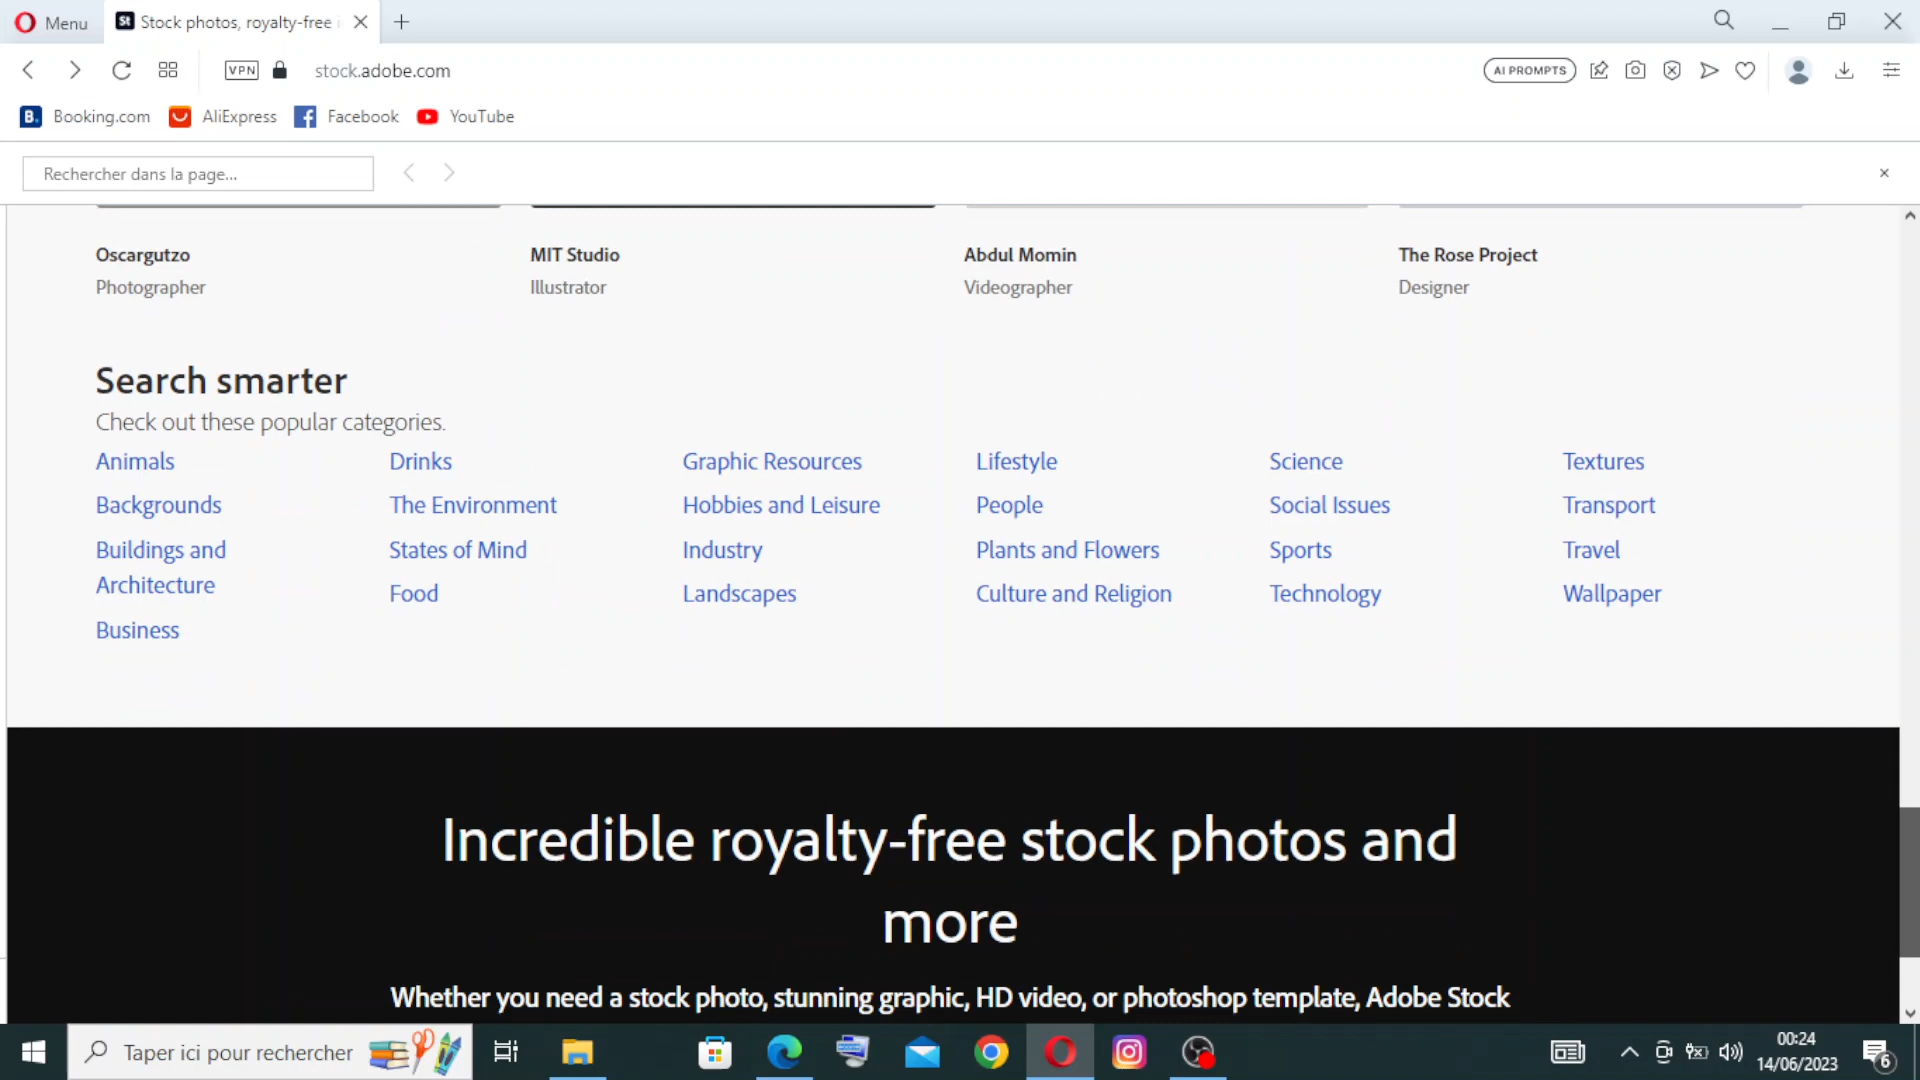 Menu
St Stock photos, royalty-free i
VPN
stock.adobe.com
AI PROMPTS
B. Booking.com
AliExpress
Facebook
YouTube
Rechercher dans la page...
Oscargutzo
Photographer
MIT Studio
Illustrator
Abdul Momin
Videographer
The Rose Project
Designer
Search smarter
Check out these popular categories.
Animals
Backgrounds
Buildings and
Architecture
Business
Drinks
The Environment
States of Mind
Food
Graphic Resources
Hobbies and Leisure
Industry
Landscapes
Lifestyle
People
Plants and Flowers
Culture and Religion
Science
Social Issues
Sports
Technology
Textures
Transport
Travel
Wallpaper
Incredible royalty-free stock photos and
more
Whether you need a stock photo, stunning graphic, HD video, or photoshop template, Adobe Stock
Taper ici pour rechercher
00:24
14/06/2023
6